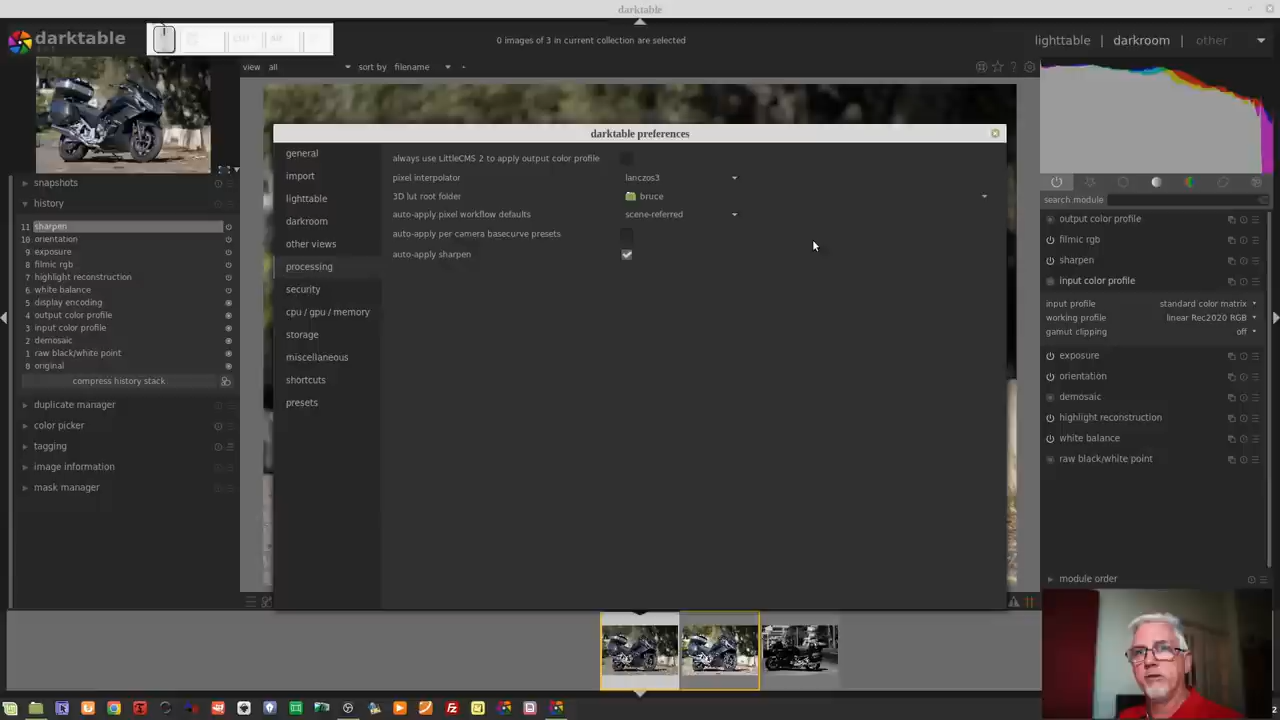 darktable
darktable
0 images of 3 in current collection are selected
lighttable | darkroom | other
view all sort by filename
darktable preferences
general
import
lighttable
darkroom
other views
processing
security
cpu / gpu / memory
storage
miscellaneous
shortcuts
presets
always use LittleCMS 2 to apply output color profile
pixel interpolator lanczos3
3D lut root folder bruce
auto-apply pixel workflow defaults scene-referred
auto-apply per camera basecurve presets
auto-apply sharpen
snapshots
history
11 sharpen
10 orientation
9 exposure
8 filmic rgb
7 highlight reconstruction
6 white balance
5 display encoding
4 output color profile
3 input color profile
2 demosaic
1 raw black/white point
0 original
compress history stack
duplicate manager
color picker
tagging
image information
mask manager
search module
output color profile
filmic rgb
sharpen
input color profile
input profile standard color matrix
working profile linear Rec2020 RGB
gamut clipping off
exposure
orientation
demosaic
highlight reconstruction
white balance
raw black/white point
module order